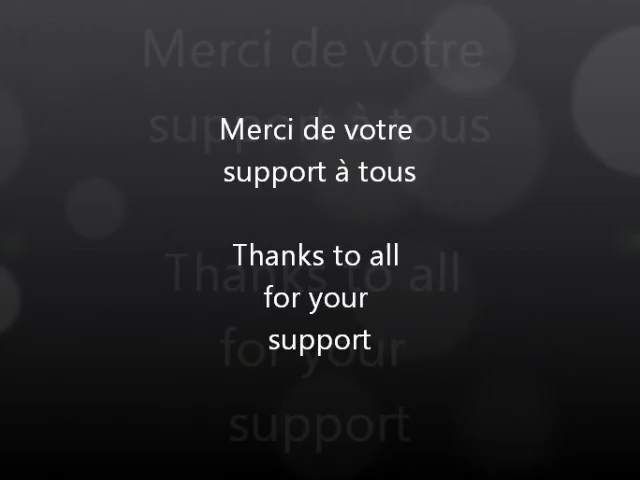 Merci de votre
support à tous
Thanks to all
for your
support